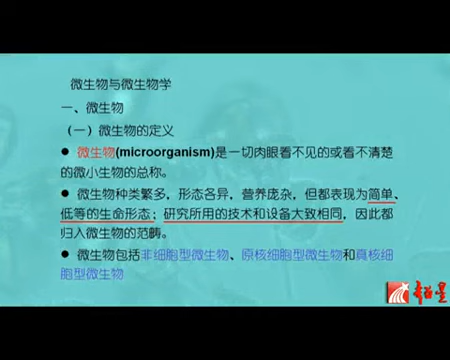 微生物与微生物学
一、微生物
（一）微生物的定义
● 微生物(microorganism)是一切肉眼看不见的或看不清楚
的微小生物的总称。
● 微生物种类繁多，形态各异，营养庞杂，但都表现为简单、
低等的生命形态；研究所用的技术和设备大致相同，因此都
归入微生物的范畴。
● 微生物包括非细胞型微生物、原核细胞型微生物和真核细
胞型微生物